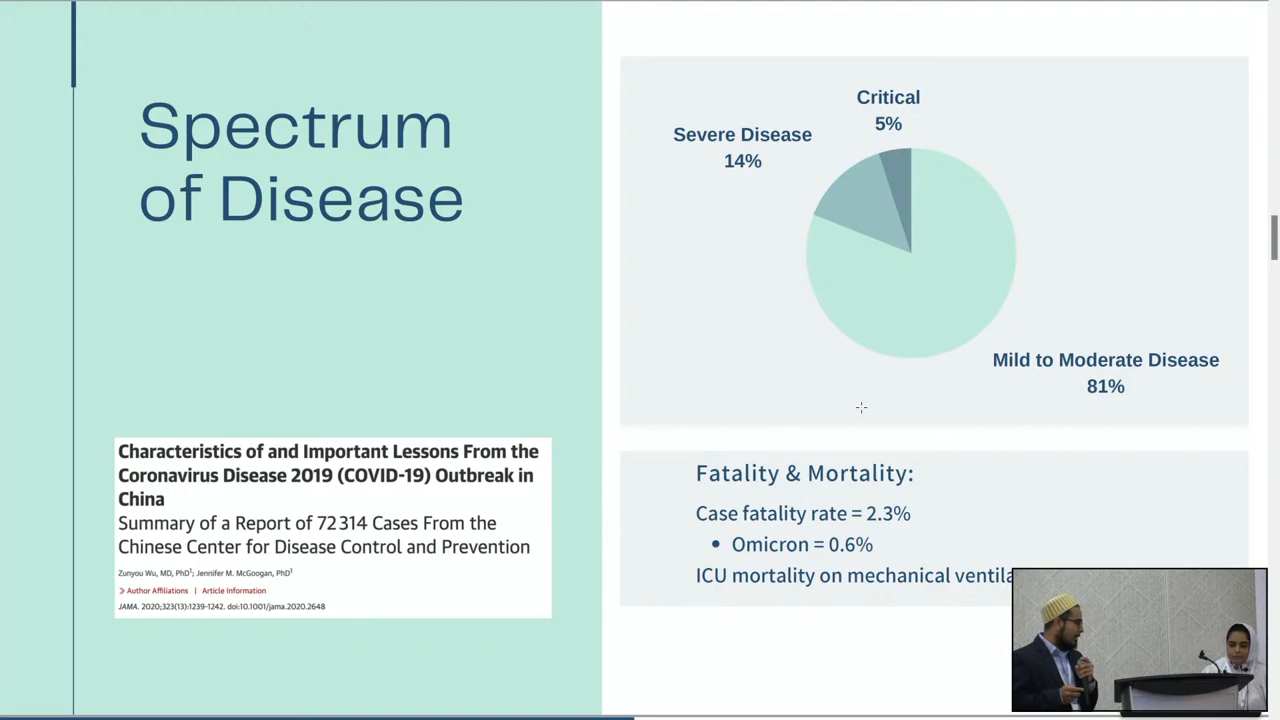 Spectrum
of Disease
Characteristics of and Important Lessons From the
Coronavirus Disease 2019 (COVID-19) Outbreak in
China
Summary of a Report of 72 314 Cases From the
Chinese Center for Disease Control and Prevention
Zunyou Wu, MD, PhD1; Jennifer M. McGoogan, PhD1
Author Affiliations | Article Information
JAMA. 2020;323(13):1239-1242. doi:10.1001/jama.2020.2648
Critical
5%
Severe Disease
14%
Mild to Moderate Disease
81%
Fatality & Mortality:
Case fatality rate = 2.3%
• Omicron = 0.6%
ICU mortality on mechanical